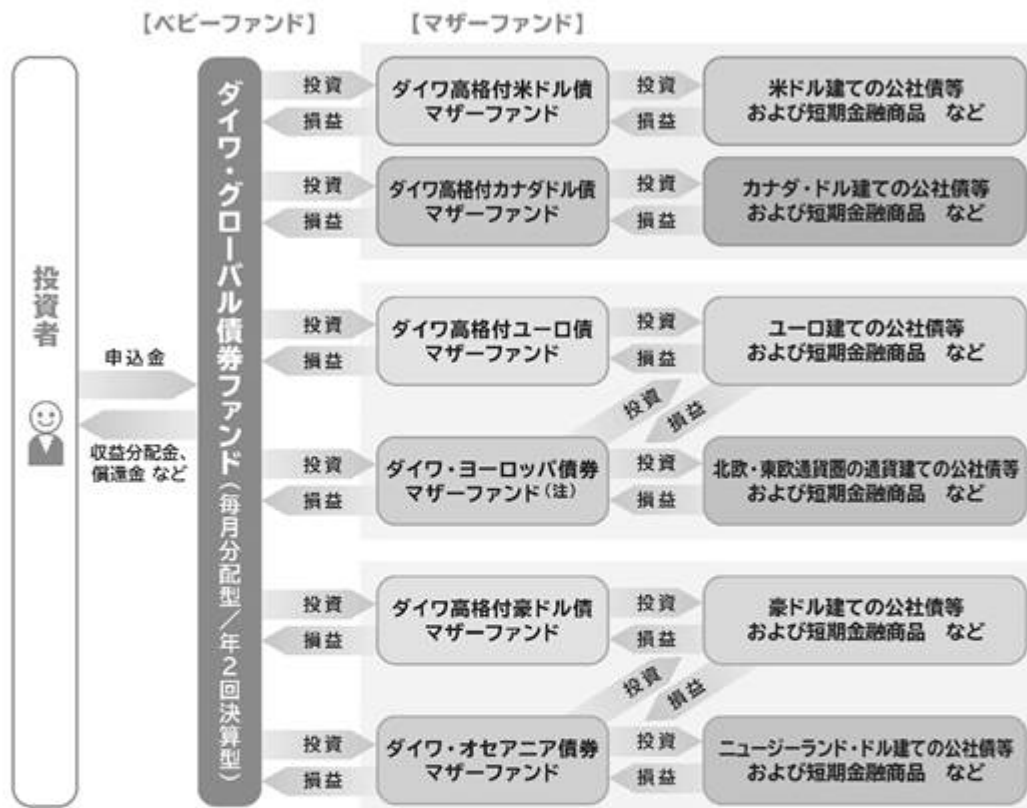 【ベビーファンド】
【マザーファンド】
投資者
申込金
収益分配金、
償還金 など
ダイワ・グローバル債券ファンド(毎月分配型/年2回決算型)
投資
損益
ダイワ高格付米ドル債
マザーファンド
投資
損益
米ドル建ての公社債等
および短期金融商品 など
投資
損益
ダイワ高格付カナダドル債
マザーファンド
投資
損益
カナダ・ドル建ての公社債等
および短期金融商品 など
投資
損益
ダイワ高格付ユーロ債
マザーファンド
投資
損益
ユーロ建ての公社債等
および短期金融商品 など
投資
損益
投資
損益
ダイワ・ヨーロッパ債券
マザーファンド(注)
投資
損益
北欧・東欧通貨圏の通貨建ての公社債等
および短期金融商品 など
投資
損益
ダイワ高格付豪ドル債
マザーファンド
投資
損益
豪ドル建ての公社債等
および短期金融商品 など
投資
損益
投資
損益
ダイワ・オセアニア債券
マザーファンド
投資
損益
ニュージーランド・ドル建ての公社債等
および短期金融商品 など